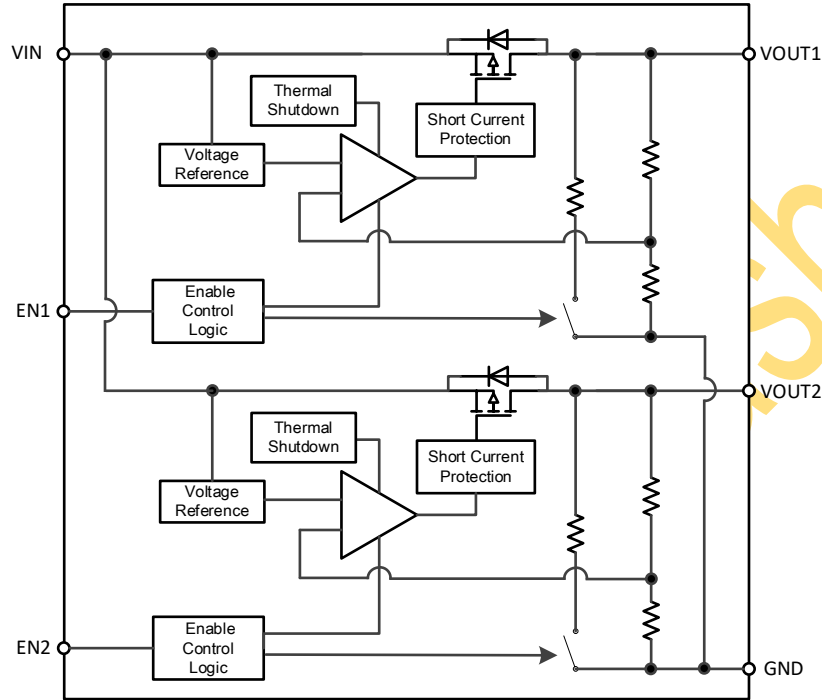 VIN
VOUT1
Thermal
Shutdown
Short Current
Protection
Voltage
Reference
EN1
Enable
Control
Logic
VOUT2
Thermal
Shutdown
Short Current
Protection
Voltage
Reference
EN2
Enable
Control
Logic
GND